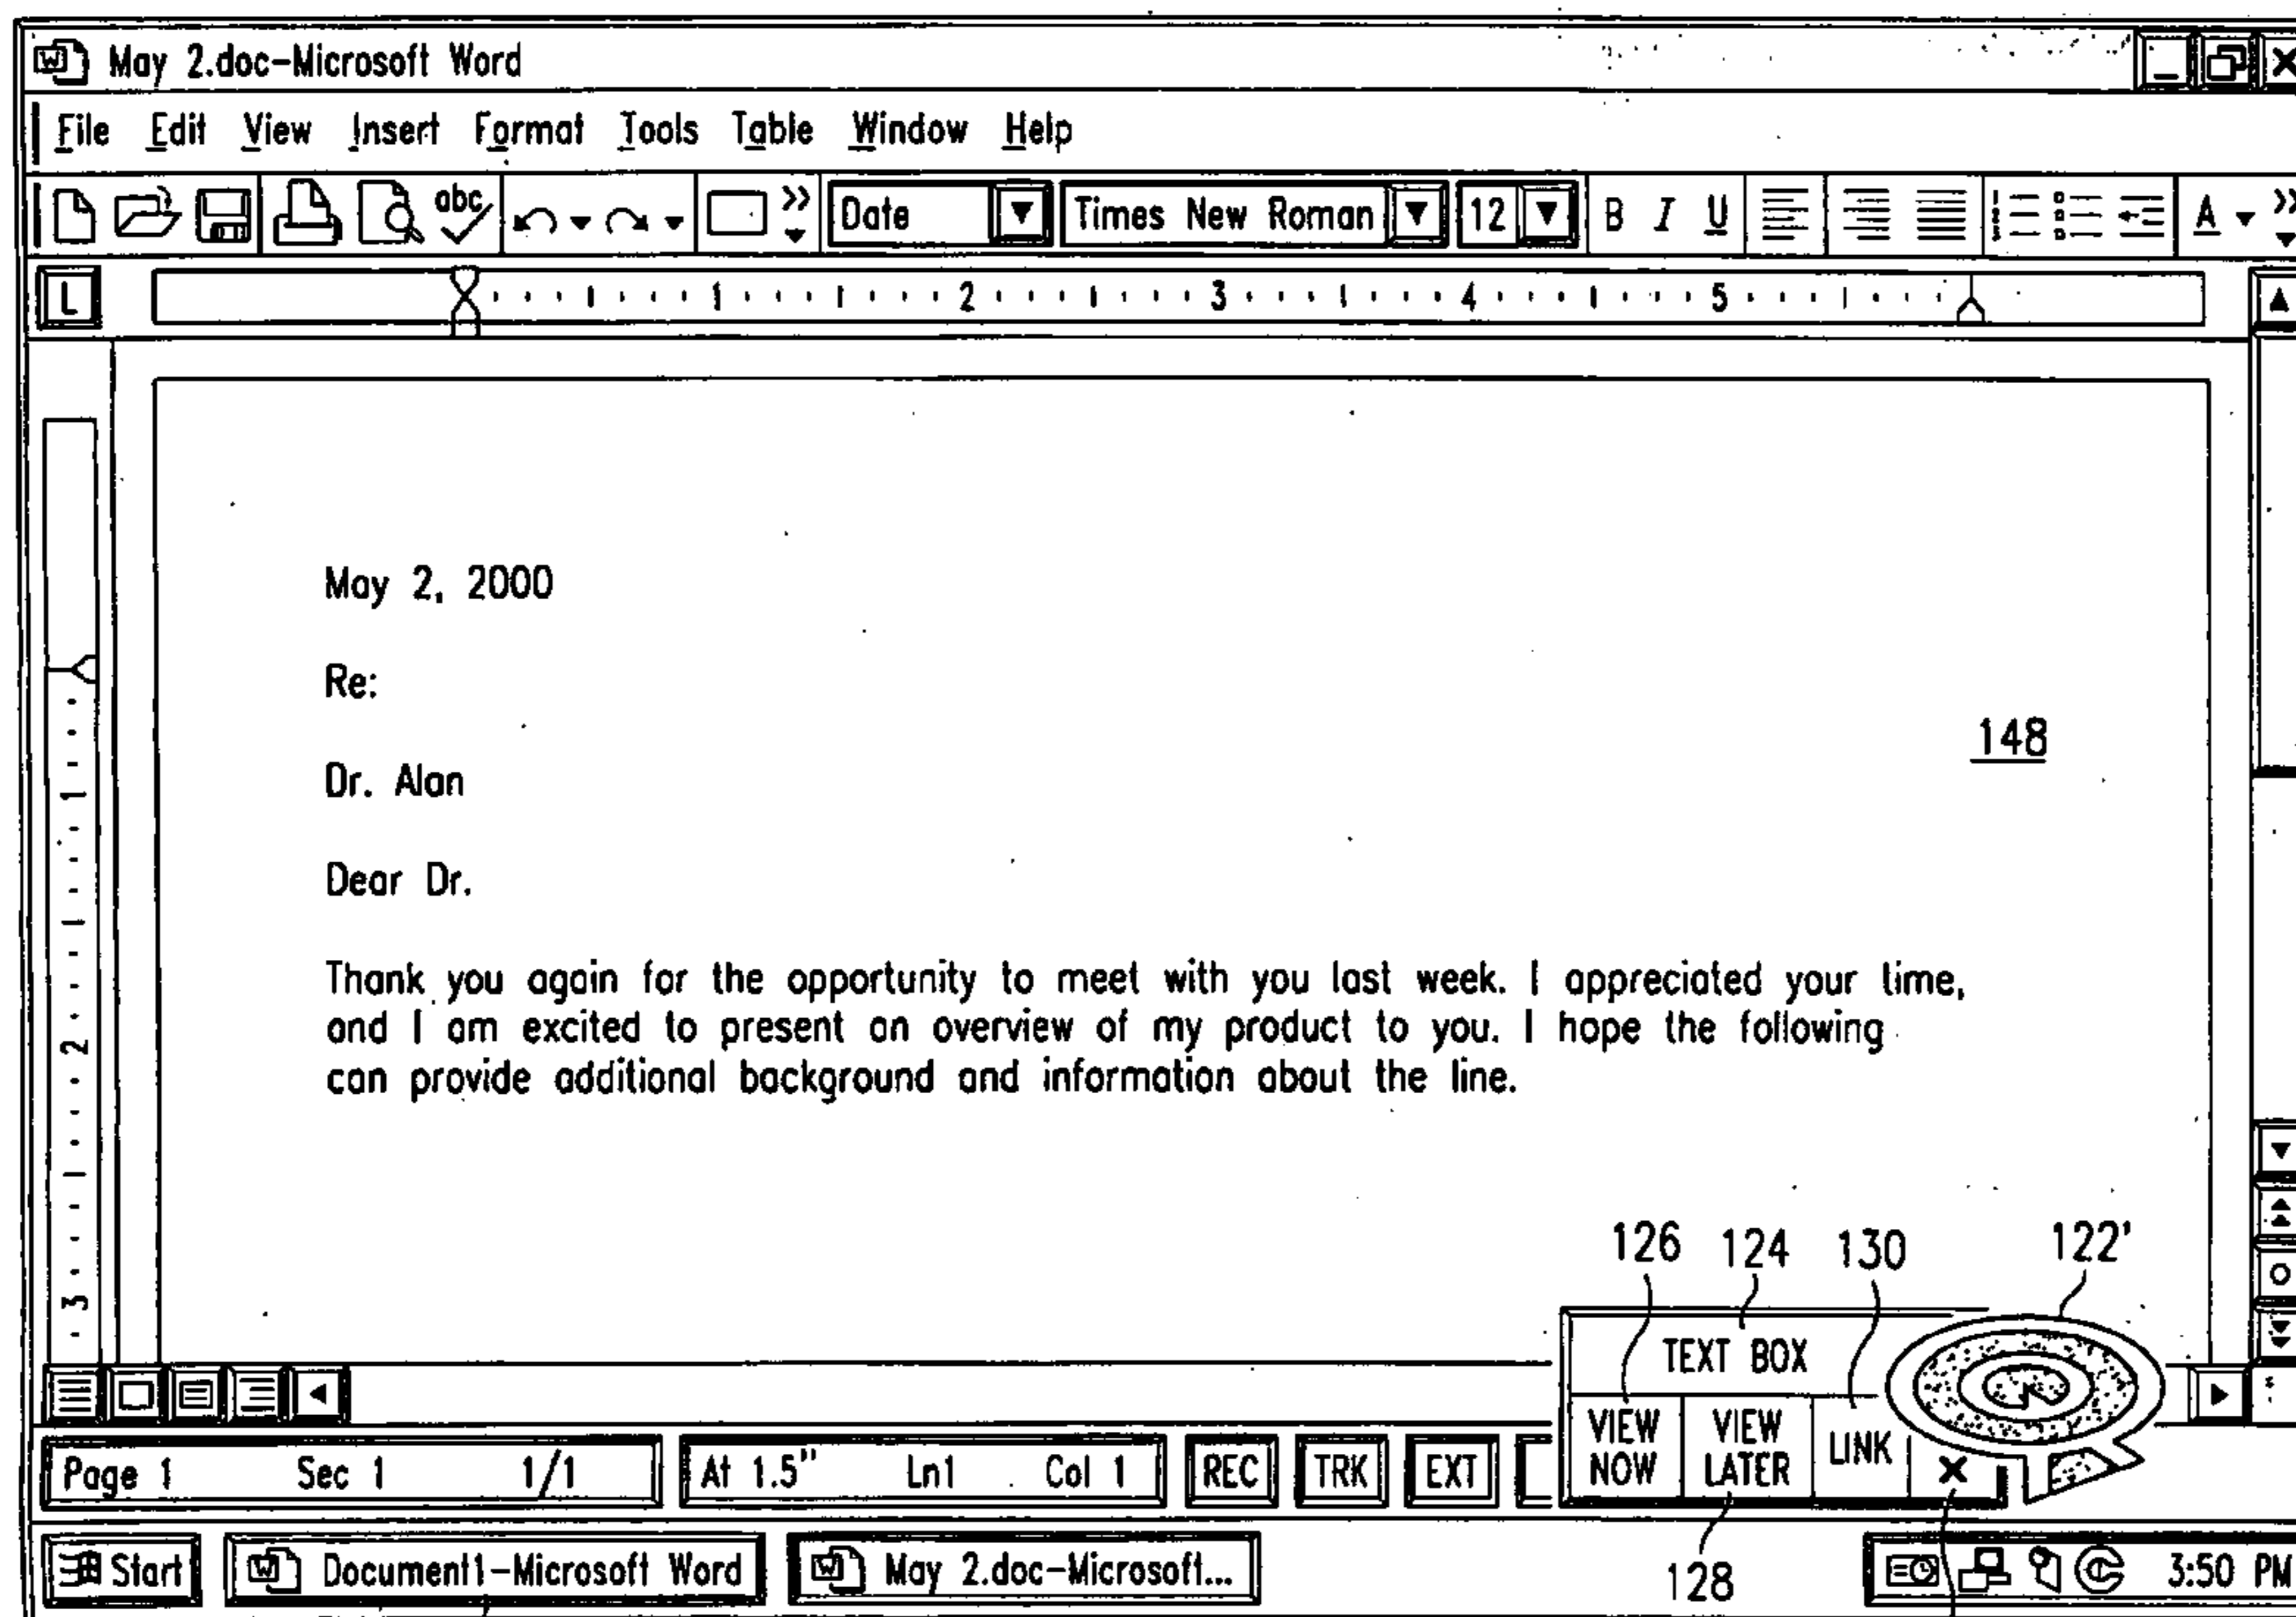 May 2.doc-Microsoft Word
File Edit View Insert Format Tools Table Window Help
abc Date Times New Roman 12 B I U A
L 1 2 3 4 5
May 2, 2000
Re:
148
Dr. Alan
1
Dear Dr.
Thank you again for the opportunity to meet with you last week. I appreciated your time,
and I am excited to present an overview of my product to you. I hope the following
2
can provide additional background and information about the line.
126 124 130 122'
3
TEXT BOX
VIEW NOW VIEW LATER LINK X
Page 1 Sec 1 1/1 At 1.5" Ln1 Col 1 REC TRK EXT
Start Document1-Microsoft Word May 2.doc-Microsoft... 128 3:50 PM